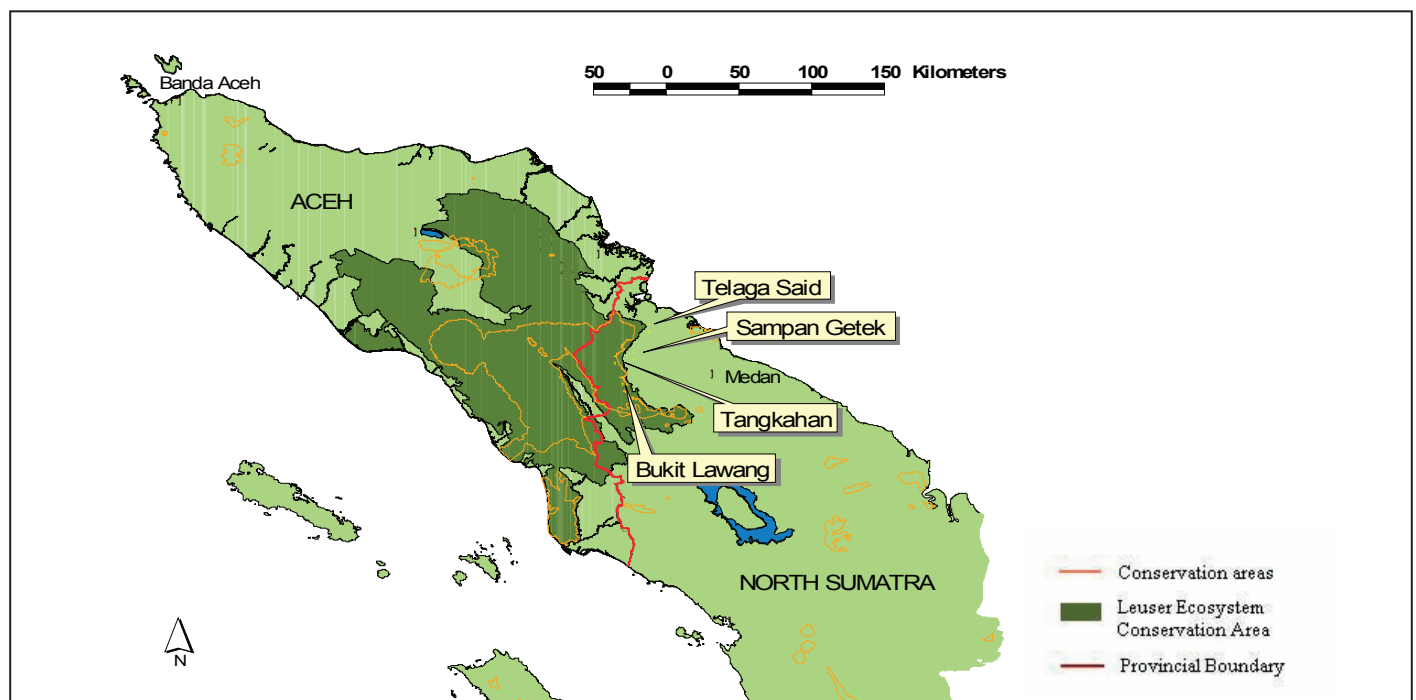 Banda Aceh
50 0 50 100 150 Kilometers
ACEH
Telaga Said
Sampan Getek
Medan
Tangkahan
Bukit Lawang
NORTH SUMATRA
Conservation areas
Leuser Ecosystem
Conservation Area
Provincial Boundary
N